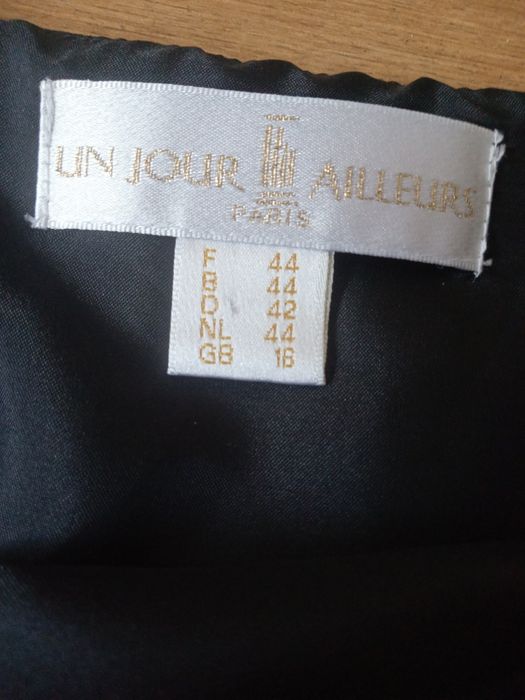 UN JOUR AILLEURS
PARIS
F 44
B 44
D 42
NL 44
GB 16